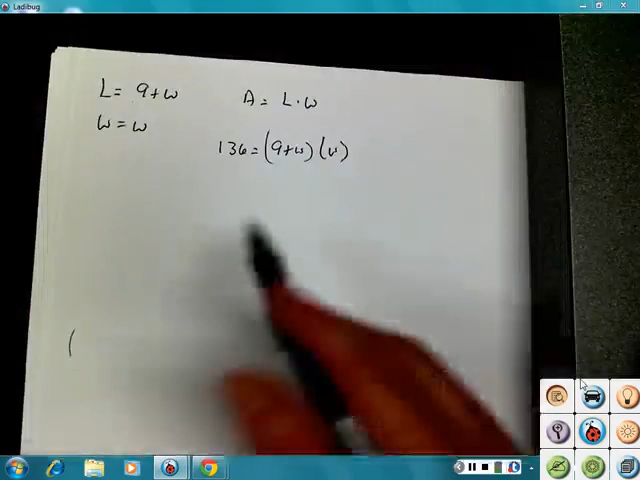 Ladibug
L = 9+w
A = L·w
w = w
136 = (9+w)(w)
(